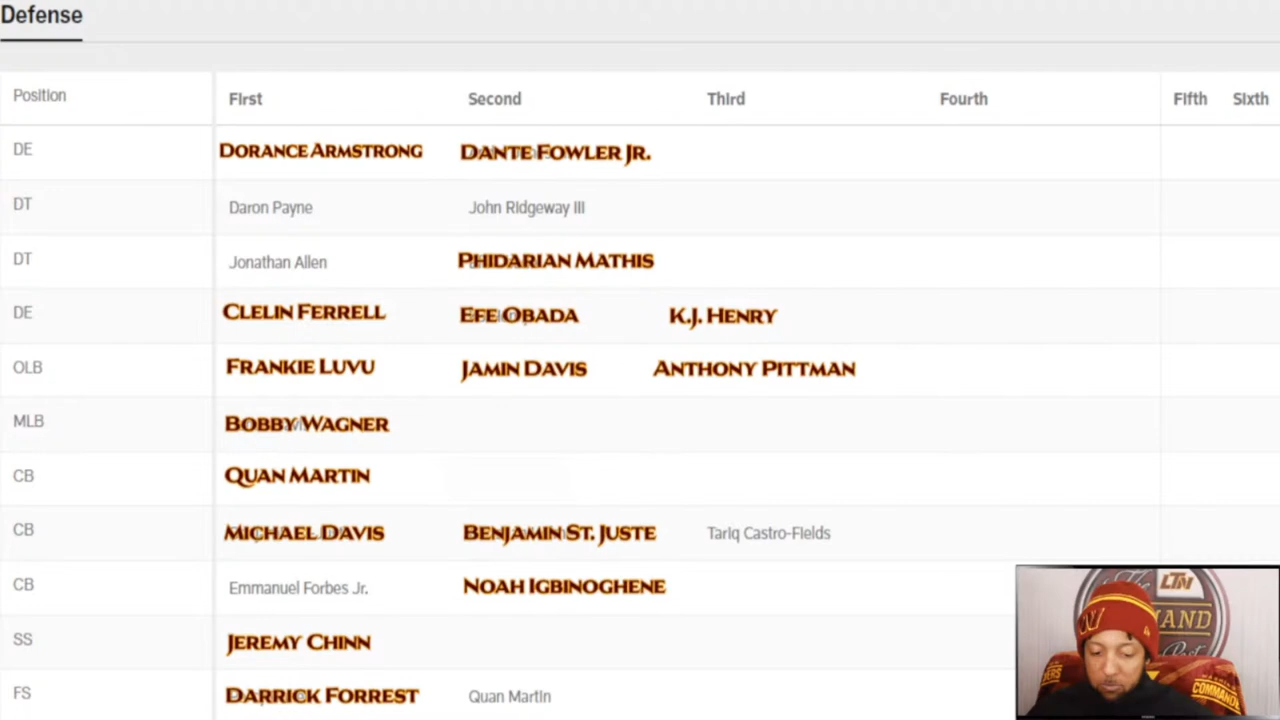 Defense
Position First Second Third Fourth Fifth Sixth
DE DORANCE ARMSTRONG DANTE FOWLER JR.
DT Daron Payne John Ridgeway III
DT Jonathan Allen PHIDARIAN MATHIS
DE CLELIN FERRELL EFE OBADA K.J. HENRY
OLB FRANKIE LUVU JAMIN DAVIS ANTHONY PITTMAN
MLB BOBBY WAGNER
CB QUAN MARTIN
CB MICHAEL DAVIS BENJAMIN ST. JUSTE Tariq Castro-Fields
CB Emmanuel Forbes Jr. NOAH IGBINOGHENE
SS JEREMY CHINN
FS DARRICK FORREST Quan Martin
LTN